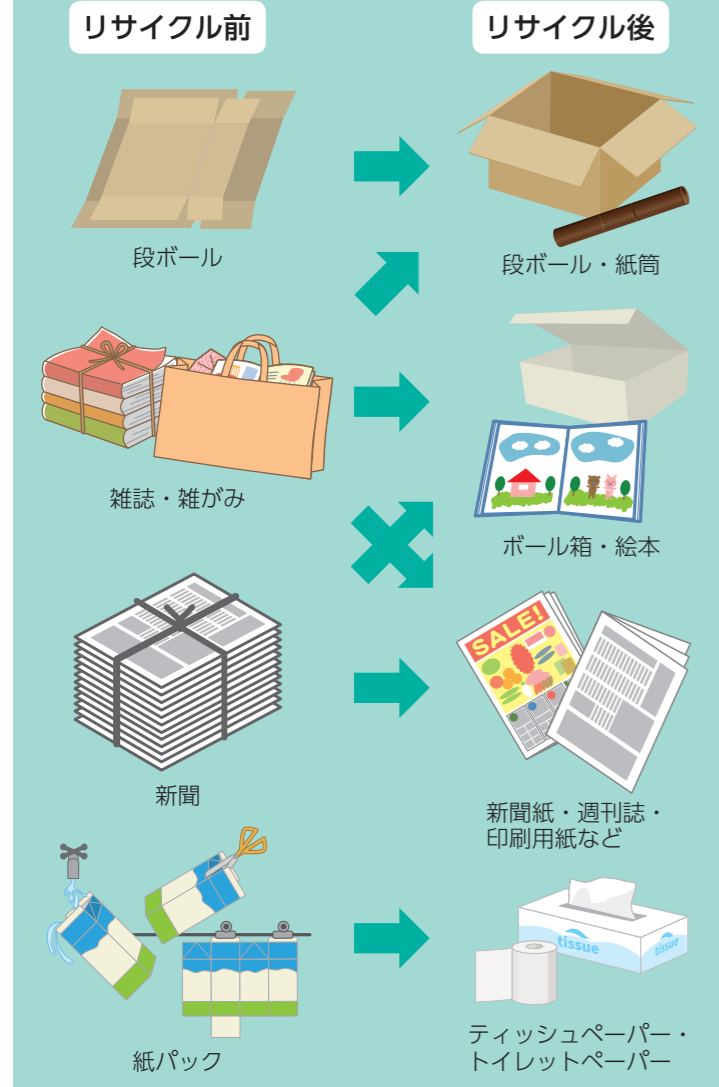 リサイクル前
リサイクル後
段ボール
段ボール・紙筒
雑誌・雑がみ
ボール箱・絵本
SALE!
新聞
新聞紙・週刊誌・
印刷用紙など
tissue
tissue
紙パック
ティッシュペーパー・
トイレットペーパー